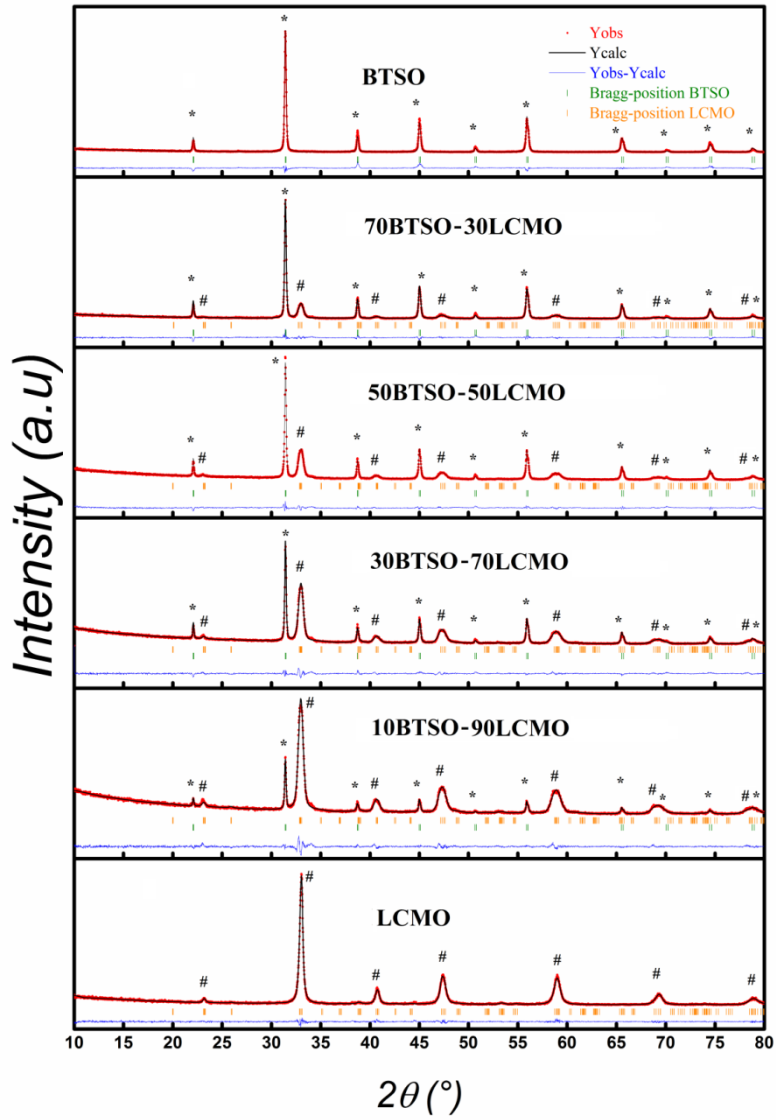 BTSO
Yobs
Ycalc
Yobs-Ycalc
Bragg-position BTSO
Bragg-position LCMO
* * * * * * * * * *
70BTSO-30LCMO
* # * # * # * # * * # * # * * # *
50BTSO-50LCMO
* # * # * # * # * * # * # * * # *
30BTSO-70LCMO
* # * # * # * # * * # * # * * # *
10BTSO-90LCMO
* # * # * # * # * * # * # * * # *
LCMO
# # # # # # #
10 15 20 25 30 35 40 45 50 55 60 65 70 75 80
Intensity (a.u)
2θ (°)